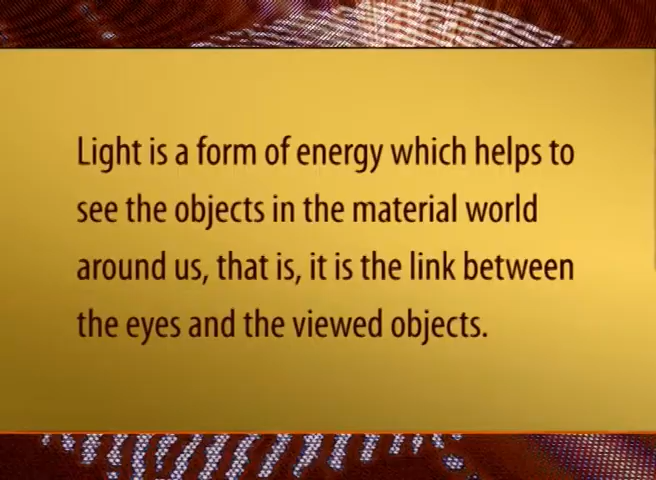 Light is a form of energy which helps to
see the objects in the material world
around us, that is, it is the link between
the eyes and the viewed objects.